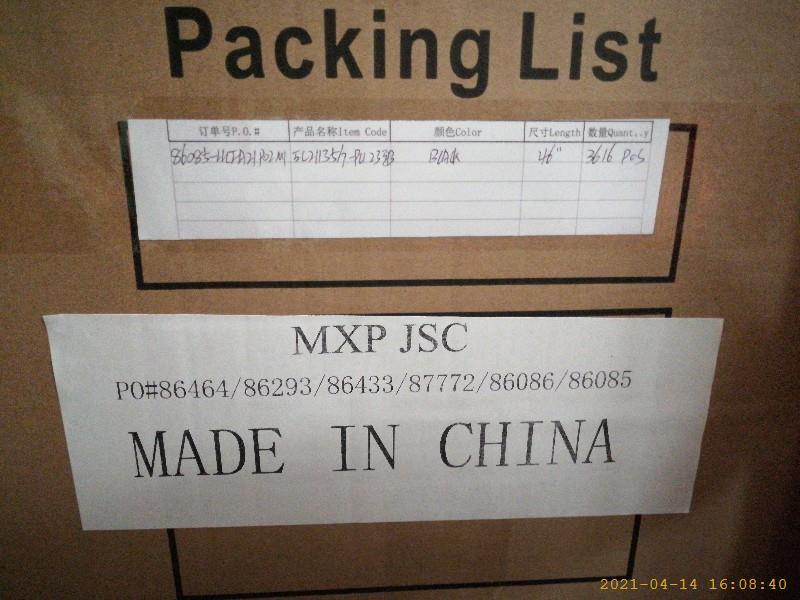 Packing List
订单号P.O.# 产品名称Item Code 颜色Color 尺寸Length 数量Quant..y
BLACK 46" 3616 PCS
MXP JSC
PO#86464/86293/86433/87772/86086/86085
MADE IN CHINA
2021-04-14 16:08:40